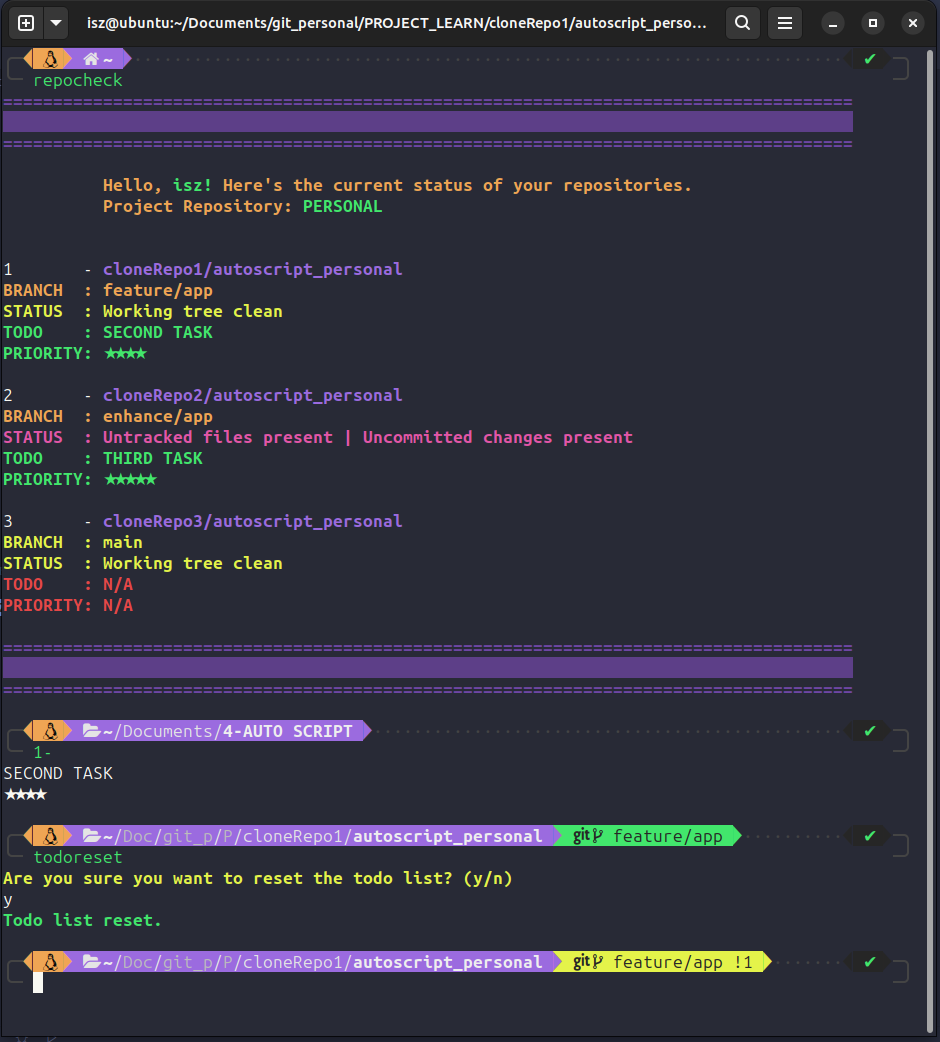 isz@ubuntu:~/Documents/git_personal/PROJECT_LEARN/cloneRepo1/autoscript_perso...
~ ✔
repocheck
=====================================================================================
=====================================================================================
Hello, isz! Here's the current status of your repositories.
Project Repository: PERSONAL
1 - cloneRepo1/autoscript_personal
BRANCH : feature/app
STATUS : Working tree clean
TODO : SECOND TASK
PRIORITY: ★★★★
2 - cloneRepo2/autoscript_personal
BRANCH : enhance/app
STATUS : Untracked files present | Uncommitted changes present
TODO : THIRD TASK
PRIORITY: ★★★★★
3 - cloneRepo3/autoscript_personal
BRANCH : main
STATUS : Working tree clean
TODO : N/A
PRIORITY: N/A
=====================================================================================
=====================================================================================
~/Documents/4-AUTO SCRIPT ✔
1-
SECOND TASK
★★★★
~/Doc/git_p/P/cloneRepo1/autoscript_personal git feature/app ✔
todoreset
Are you sure you want to reset the todo list? (y/n)
y
Todo list reset.
~/Doc/git_p/P/cloneRepo1/autoscript_personal git feature/app !1 ✔